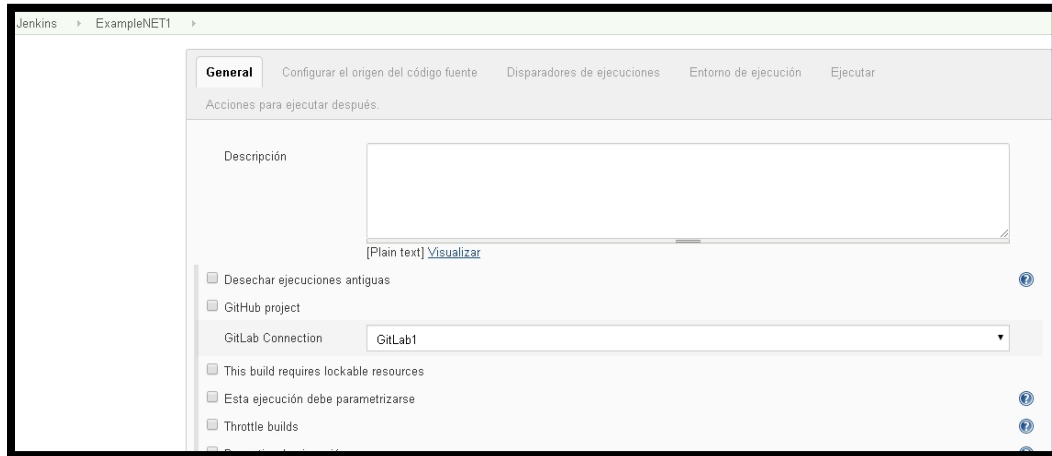 Jenkins ExampleNET1
General Configurar el origen del código fuente Disparadores de ejecuciones Entorno de ejecución Ejecutar
Acciones para ejecutar después.
Descripción
[Plain text] Visualizar
Desechar ejecuciones antiguas
GitHub project
GitLab Connection GitLab1
This build requires lockable resources
Esta ejecución debe parametrizarse
Throttle builds